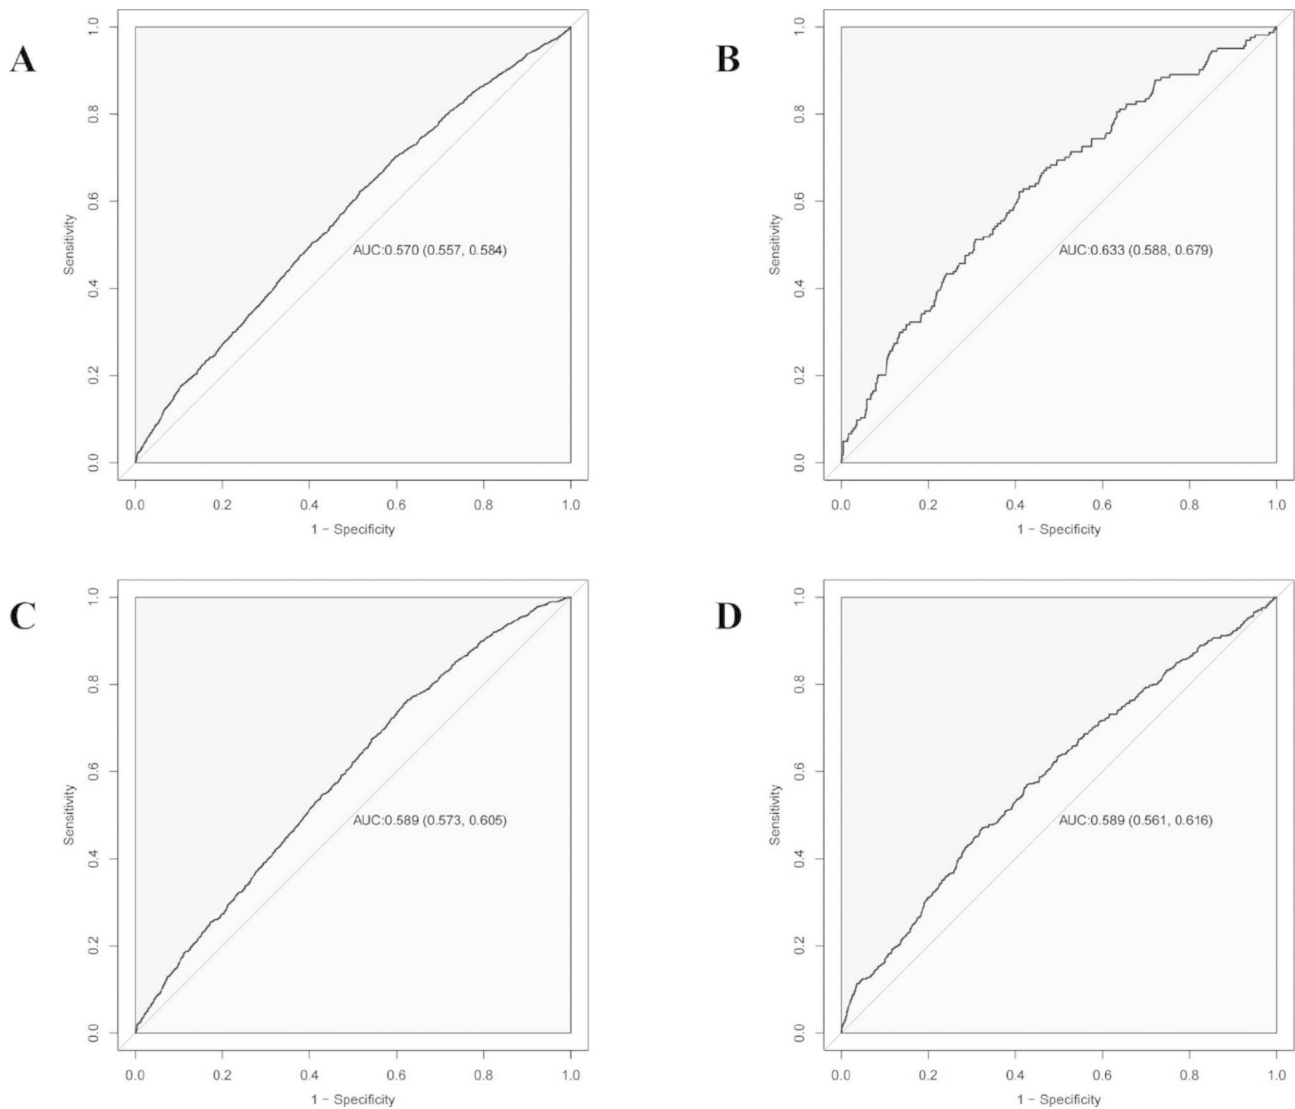 A
1.0
0.8
0.6
0.4
0.2
0.0
Sensitivity
AUC:0.570 (0.557, 0.584)
0.0 0.2 0.4 0.6 0.8 1.0
1 − Specificity
B
1.0
0.8
0.6
0.4
0.2
0.0
Sensitivity
AUC:0.633 (0.588, 0.679)
0.0 0.2 0.4 0.6 0.8 1.0
1 − Specificity
C
1.0
0.8
0.6
0.4
0.2
0.0
Sensitivity
AUC:0.589 (0.573, 0.605)
0.0 0.2 0.4 0.6 0.8 1.0
1 − Specificity
D
1.0
0.8
0.6
0.4
0.2
0.0
Sensitivity
AUC:0.589 (0.561, 0.616)
0.0 0.2 0.4 0.6 0.8 1.0
1 − Specificity